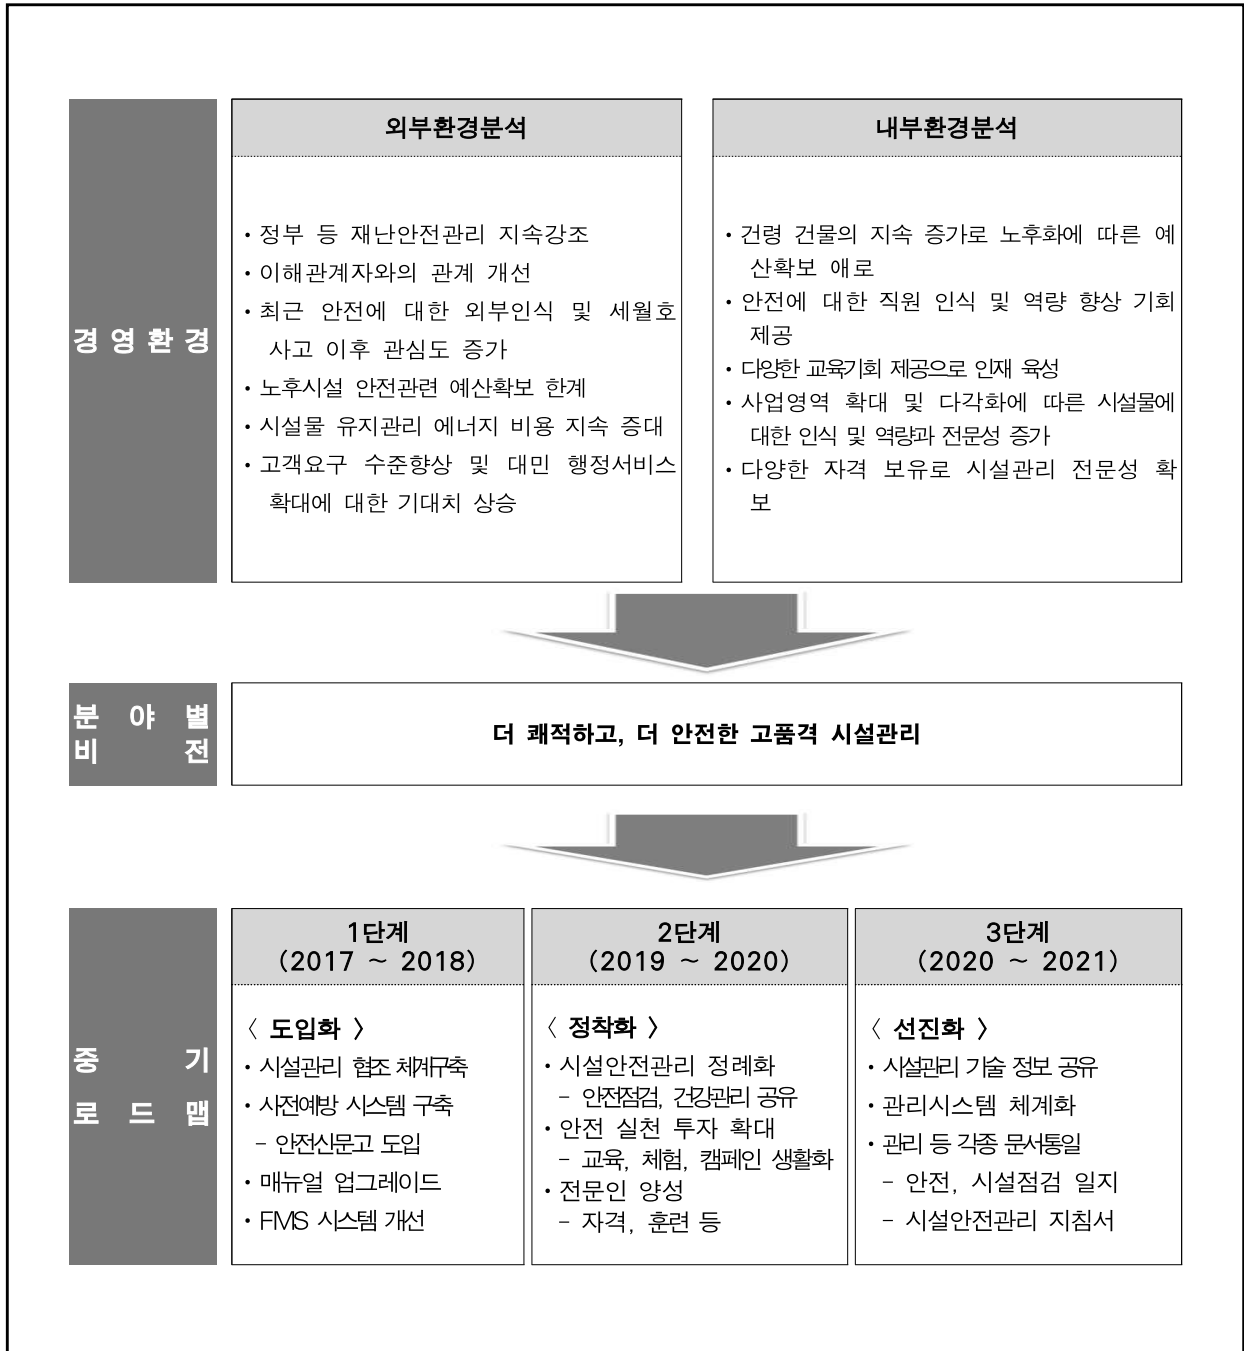 경영환경
외부환경분석
• 정부 등 재난안전관리 지속강조
• 이해관계자와의 관계 개선
• 최근 안전에 대한 외부인식 및 세월호
사고 이후 관심도 증가
• 노후시설 안전관련 예산확보 한계
• 시설물 유지관리 에너지 비용 지속 증대
• 고객요구 수준향상 및 대민 행정서비스
확대에 대한 기대치 상승
내부환경분석
• 건령 건물의 지속 증가로 노후화에 따른 예
산확보 애로
• 안전에 대한 직원 인식 및 역량 향상 기회
제공
• 다양한 교육기회 제공으로 인재 육성
• 사업영역 확대 및 다각화에 따른 시설물에
대한 인식 및 역량과 전문성 증가
• 다양한 자격 보유로 시설관리 전문성 확
보
분 야 별
비 전
더 쾌적하고, 더 안전한 고품격 시설관리
중 기
로 드 맵
1단계
(2017 ~ 2018)
〈 도입화 〉
• 시설관리 협조 체계구축
• 사전예방 시스템 구축
- 안전신문고 도입
• 매뉴얼 업그레이드
• FMS 시스템 개선
2단계
(2019 ~ 2020)
〈 정착화 〉
• 시설안전관리 정례화
- 안전점검, 건강관리 공유
• 안전 실천 투자 확대
- 교육, 체험, 캠페인 생활화
• 전문인 양성
- 자격, 훈련 등
3단계
(2020 ~ 2021)
〈 선진화 〉
• 시설관리 기술 정보 공유
• 관리시스템 체계화
• 관리 등 각종 문서통일
- 안전, 시설점검 일지
- 시설안전관리 지침서